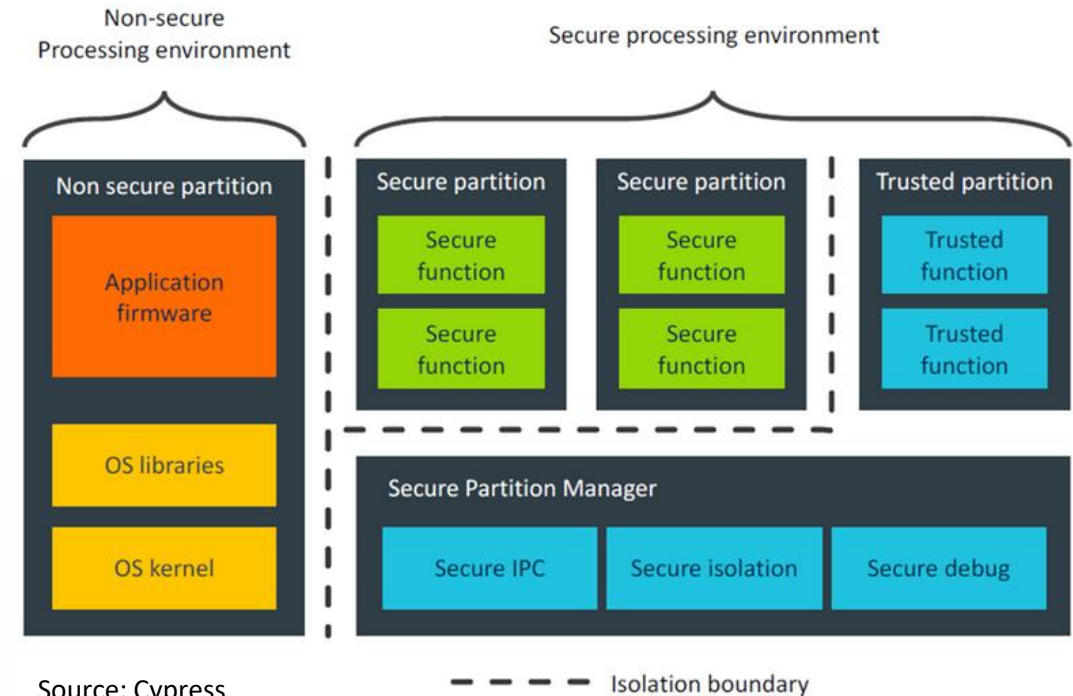 Non-secure
Processing environment
Secure processing environment
Non secure partition
Application
firmware
OS libraries
OS kernel
Secure partition
Secure
function
Secure
function
Secure partition
Secure
function
Secure
function
Trusted partition
Trusted
function
Trusted
function
Secure Partition Manager
Secure IPC
Secure isolation
Secure debug
Source: Cypress
Isolation boundary